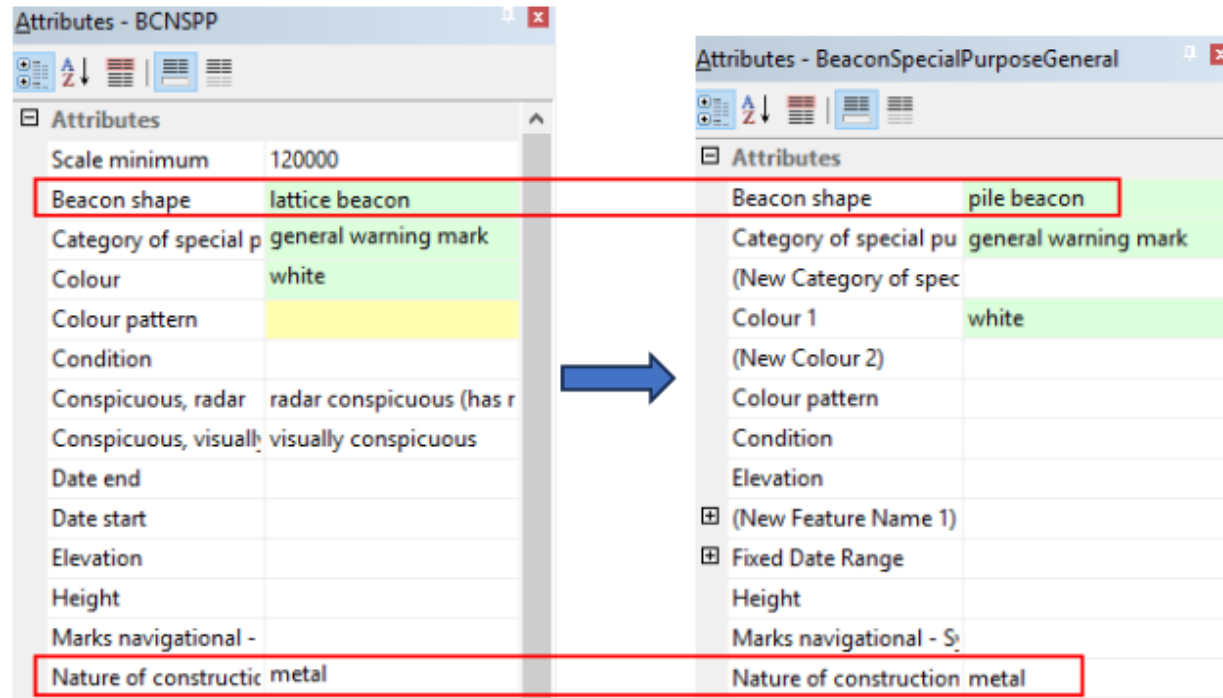 Attributes - BCNSPP
Attributes
Scale minimum 120000
Beacon shape lattice beacon
Category of special p general warning mark
Colour white
Colour pattern
Condition
Conspicuous, radar radar conspicuous (has r
Conspicuous, visually visually conspicuous
Date end
Date start
Elevation
Height
Marks navigational -
Nature of constructic metal
Attributes - BeaconSpecialPurposeGeneral
Attributes
Beacon shape pile beacon
Category of special pu general warning mark
(New Category of spec
Colour 1 white
(New Colour 2)
Colour pattern
Condition
Elevation
(New Feature Name 1)
Fixed Date Range
Height
Marks navigational - Sy
Nature of construction metal